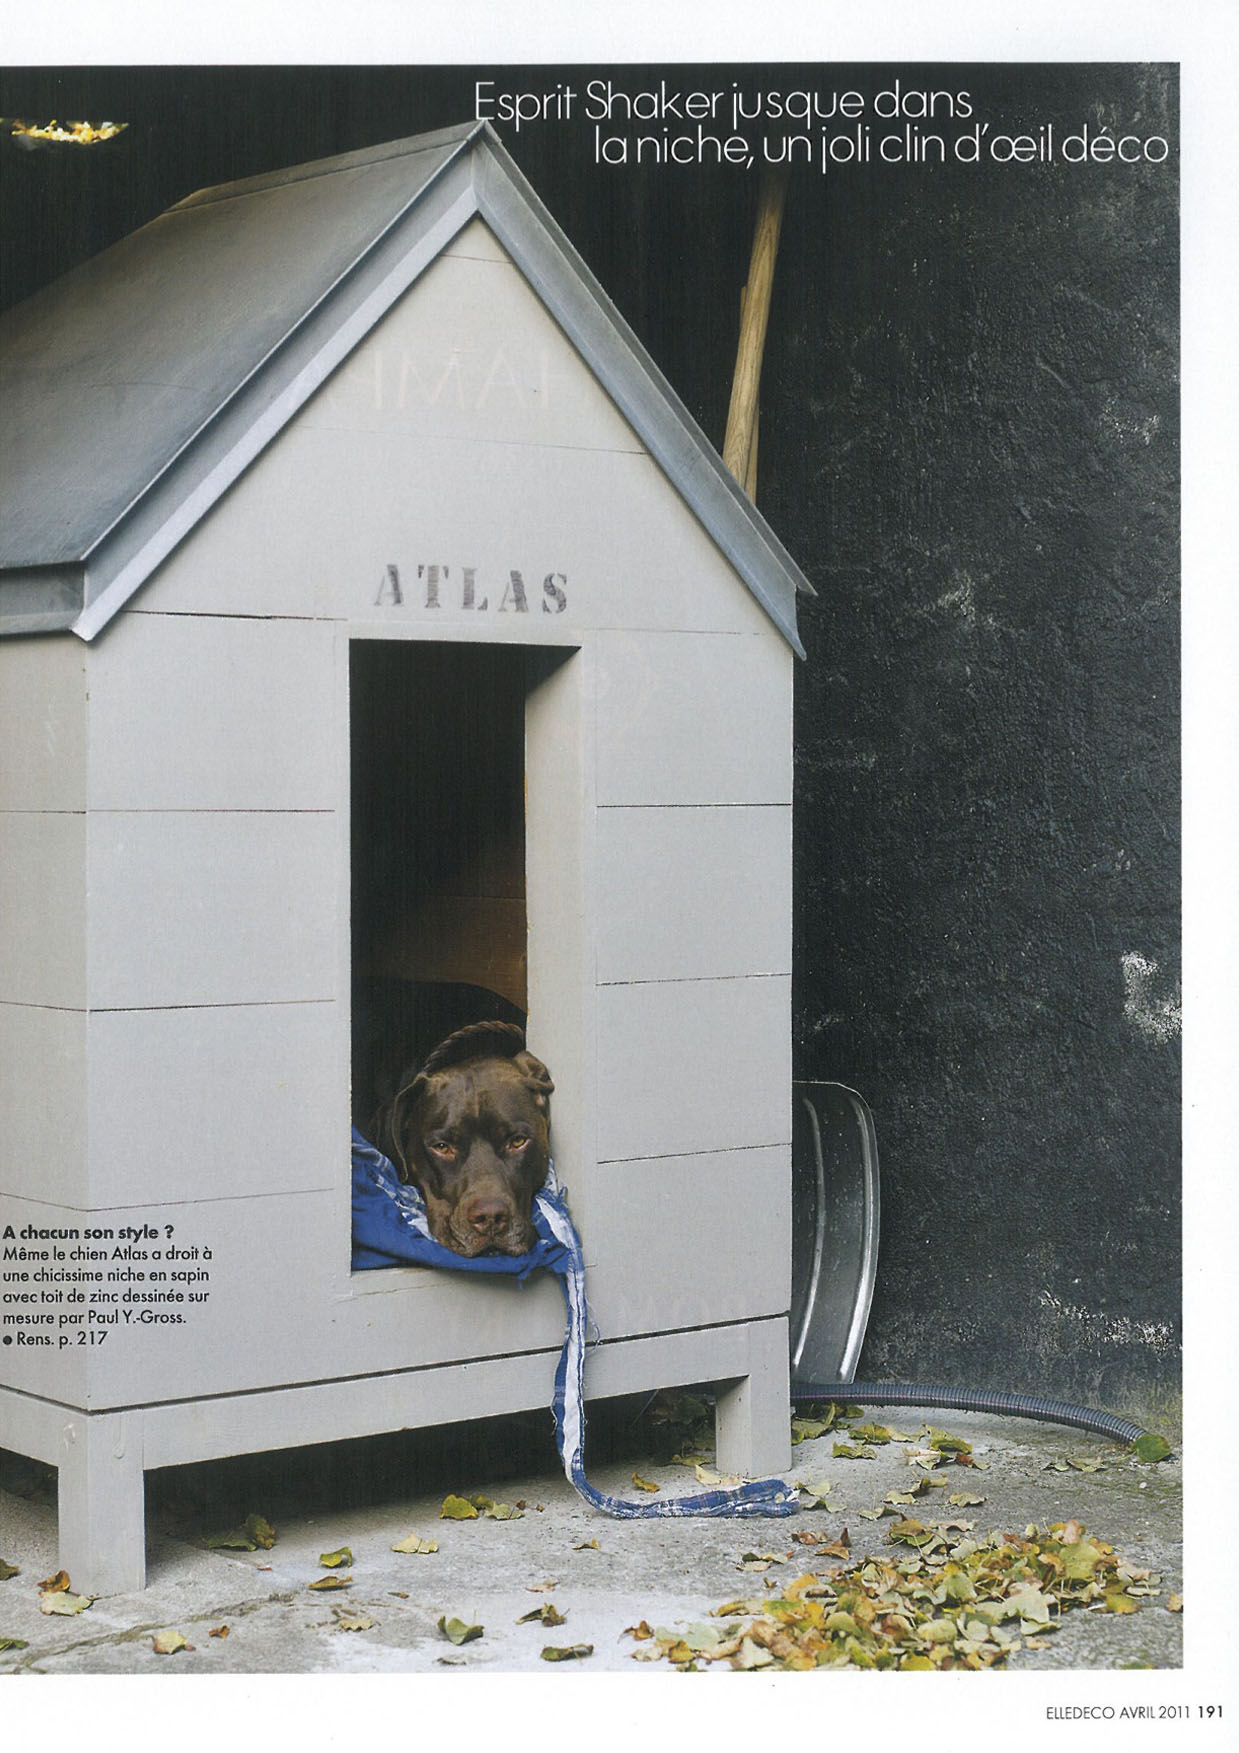 Esprit Shaker jusque dans
la niche, un joli clin d'œil déco
ATLAS
A chacun son style ?
Même le chien Atlas a droit à
une chicissime niche en sapin
avec toit de zinc dessinée sur
mesure par Paul Y.-Gross.
● Rens. p. 217
ELLEDECO AVRIL 2011 191